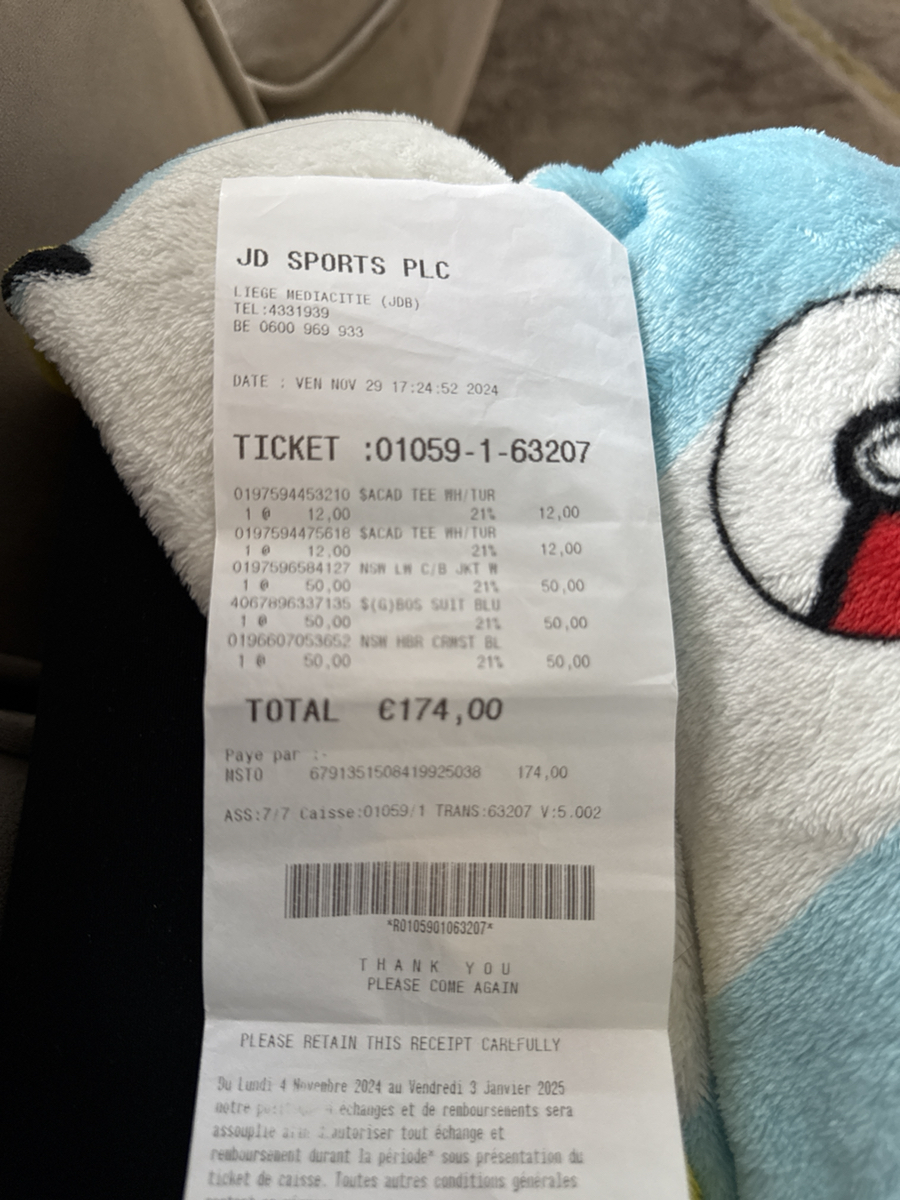 JD SPORTS PLC
LIEGE MEDIACITIE (JDB)
TEL:4331939
BE 0600 969 933
DATE : VEN NOV 29 17:24:52 2024
TICKET :01059-1-63207
0197594453210 $ACAD TEE WH/TUR
1 @ 12,00 21% 12,00
0197594475618 $ACAD TEE WH/TUR
1 @ 12,00 21% 12,00
0197596584127 NSW LW C/B JKT W
1 @ 50,00 21% 50,00
4067896337135 $(G)BOS SUIT BLU
1 @ 50,00 21% 50,00
0196607053652 NSW HBR CRWST BL
1 @ 50,00 21% 50,00
TOTAL €174,00
Paye par :-
MSTO 6791351508419925038 174,00
ASS:7/7 Caisse:01059/1 TRANS:63207 V:5.002
*R0105901063207*
THANK YOU
PLEASE COME AGAIN
PLEASE RETAIN THIS RECEIPT CAREFULLY
Du Lundi 4 Novembre 2024 au Vendredi 3 Janvier 2025
notre échanges et de remboursements sera
assouplie autoriser tout échange et
remboursement durant la période* sous présentation du
ticket de caisse. Toutes autres conditions générales